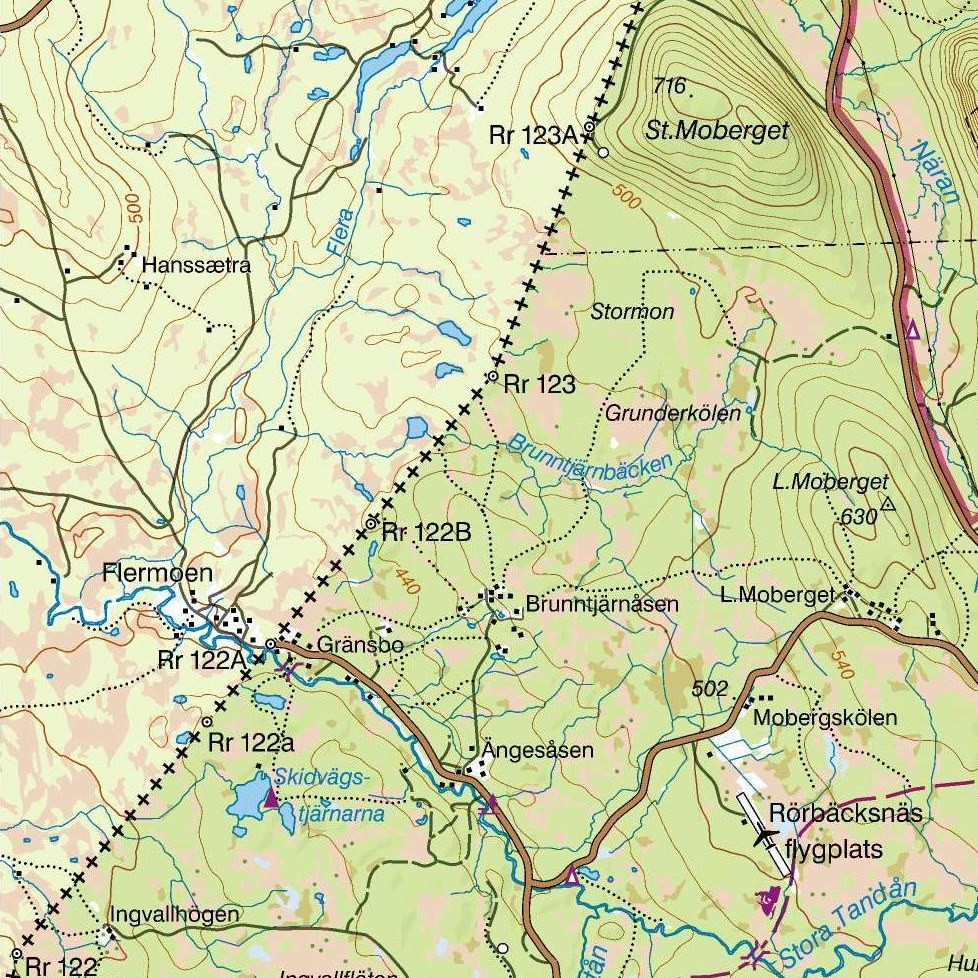 716
Rr 123A
St.Moberget
Näran
500
500
Flera
Hanssætra
Stormon
Rr 123
Grunderkölen
Brunntjärnbäcken
L.Moberget
630
Rr 122B
Flermoen
440
Brunntjärnåsen
L.Moberget
Gränsbo
Rr 122A
540
502
Mobergskölen
Rr 122a
Ängesåsen
Skidvägs-
tjärnarna
Rörbäcksnäs
flygplats
Ingvallhögen
Stora Tandån
Rr 122